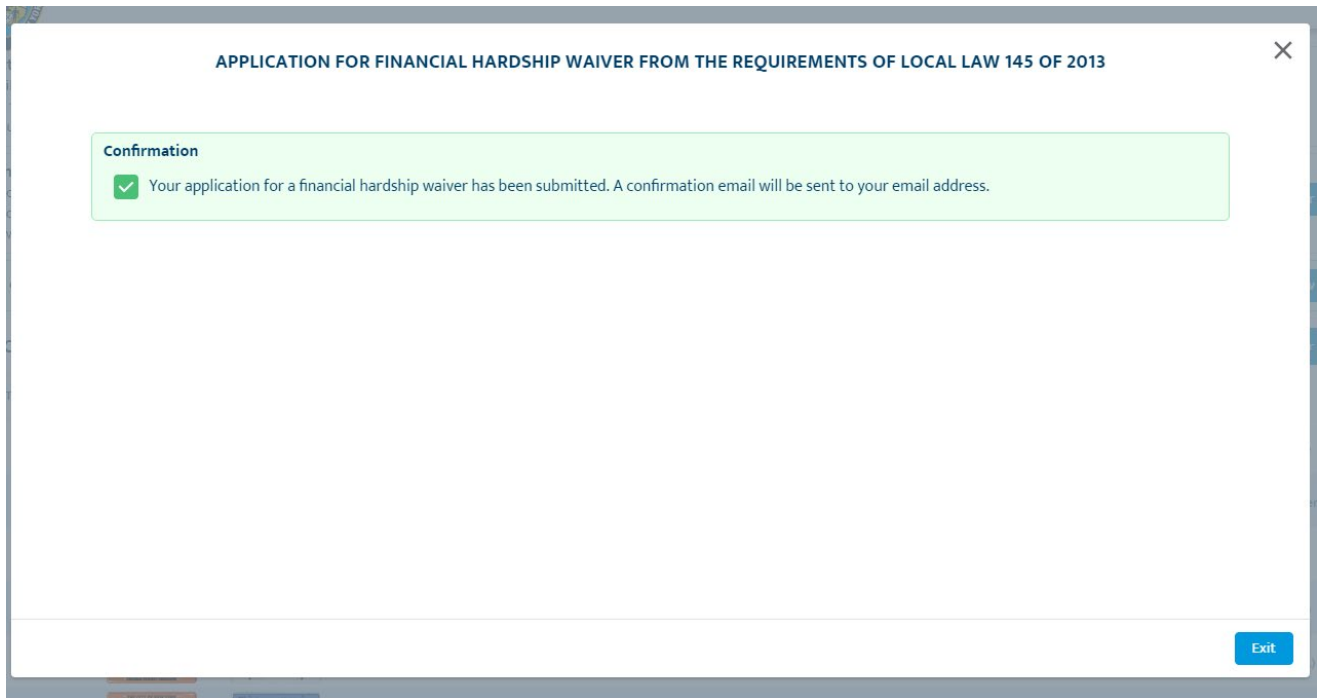 APPLICATION FOR FINANCIAL HARDSHIP WAIVER FROM THE REQUIREMENTS OF LOCAL LAW 145 OF 2013
Confirmation
Your application for a financial hardship waiver has been submitted. A confirmation email will be sent to your email address.
Exit